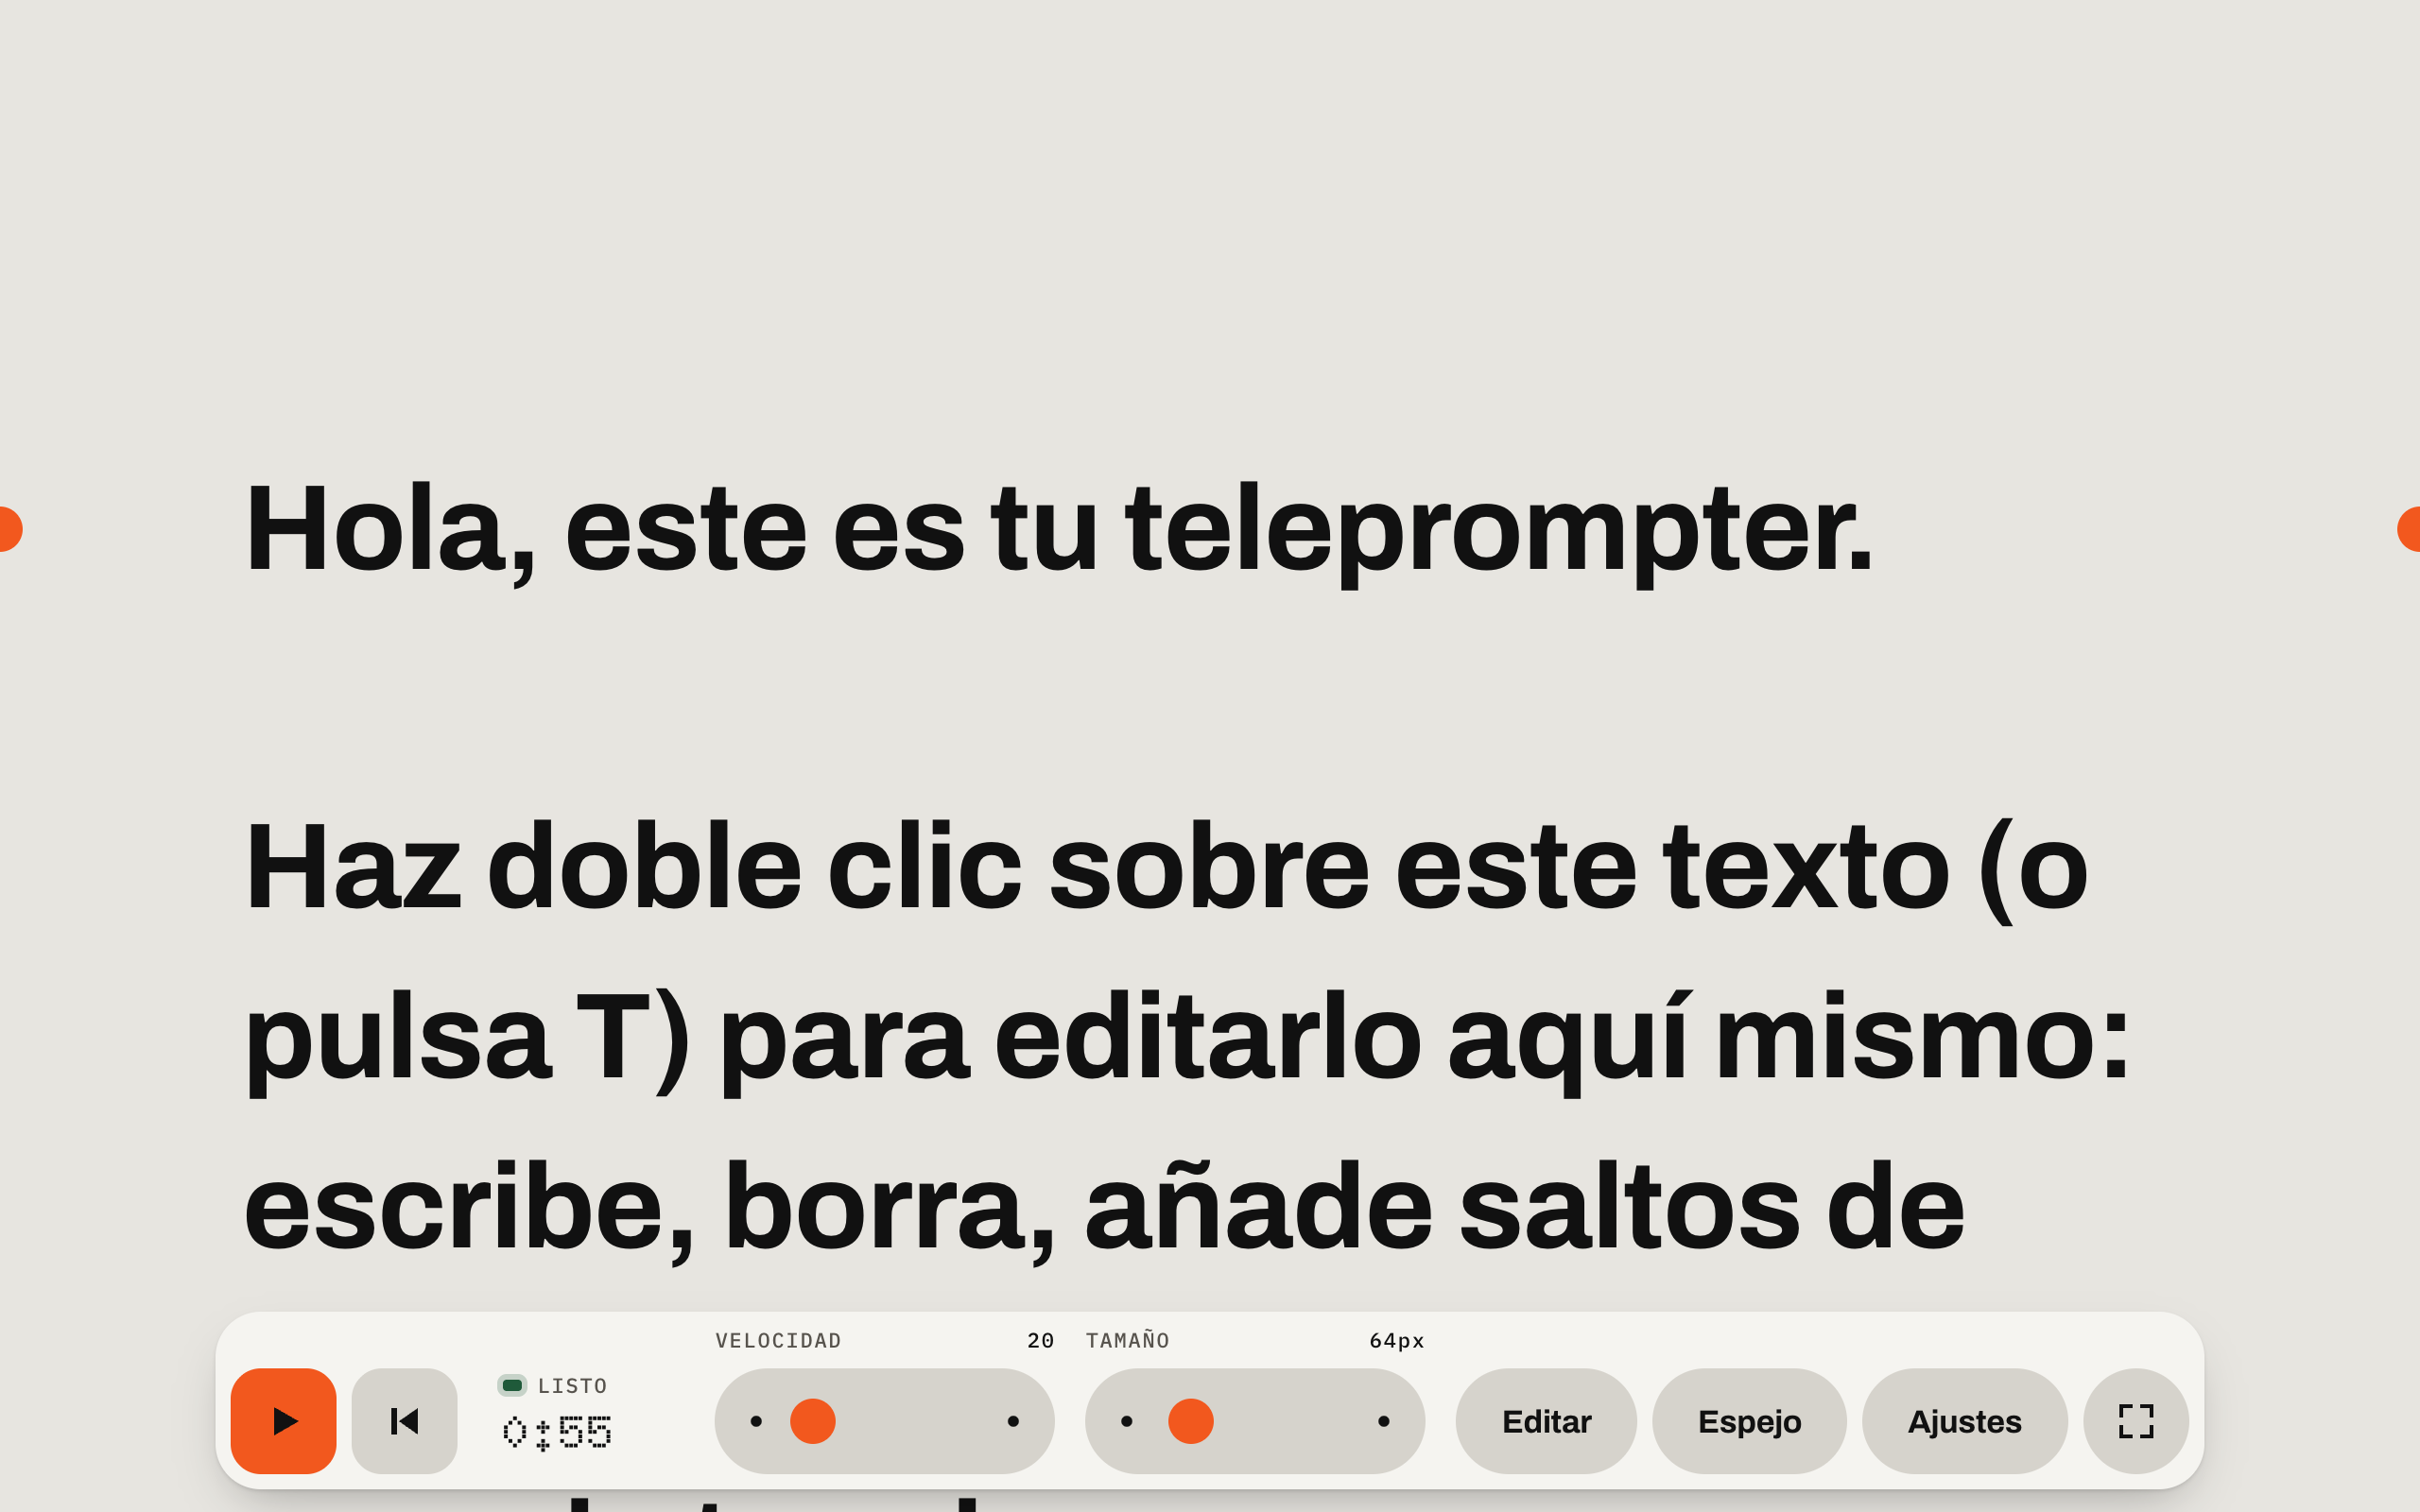 Hola, este es tu teleprompter.
Haz doble clic sobre este texto (o
pulsa T) para editarlo aquí mismo:
escribe, borra, añade saltos de
VELOCIDAD 20 TAMAÑO 64px
LISTO
0:55
Editar Espejo Ajustes